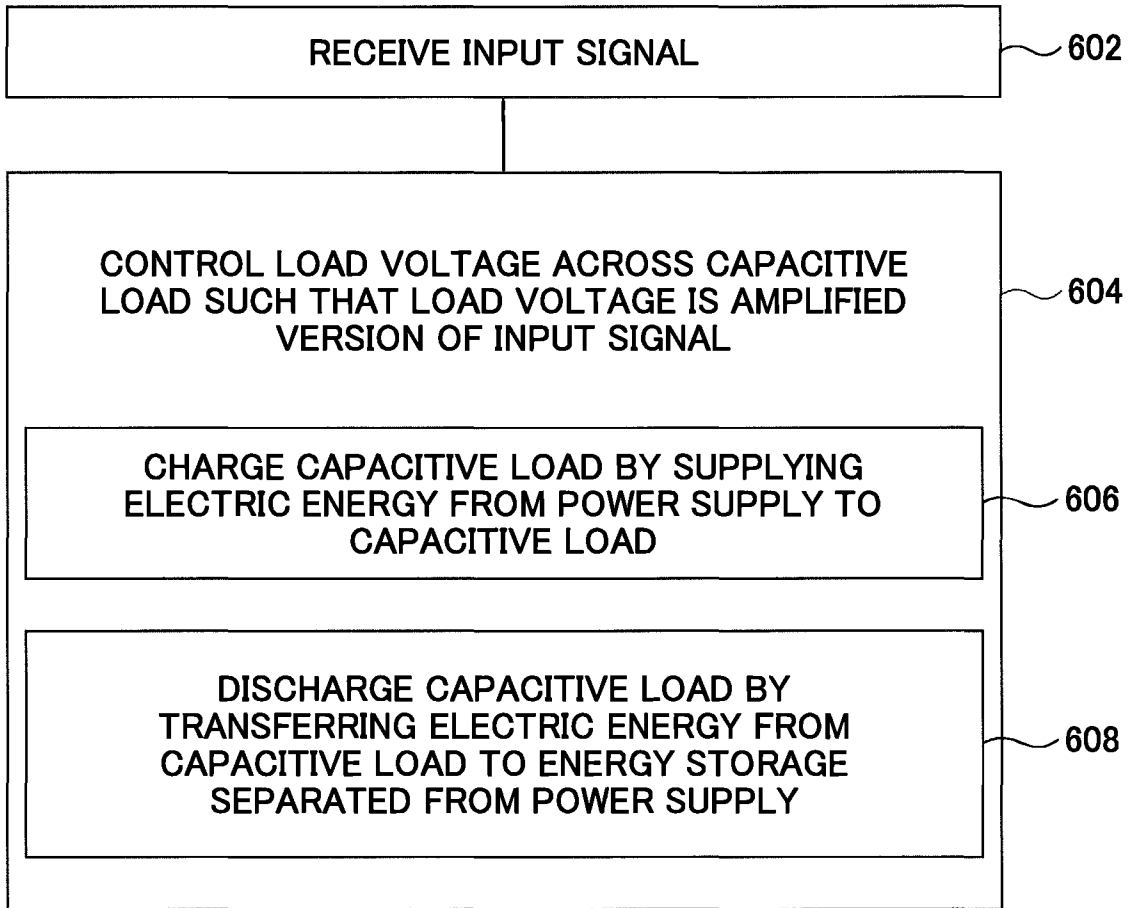 RECEIVE INPUT SIGNAL
602
CONTROL LOAD VOLTAGE ACROSS CAPACITIVE
LOAD SUCH THAT LOAD VOLTAGE IS AMPLIFIED
VERSION OF INPUT SIGNAL
604
CHARGE CAPACITIVE LOAD BY SUPPLYING
ELECTRIC ENERGY FROM POWER SUPPLY TO
CAPACITIVE LOAD
606
DISCHARGE CAPACITIVE LOAD BY
TRANSFERRING ELECTRIC ENERGY FROM
CAPACITIVE LOAD TO ENERGY STORAGE
SEPARATED FROM POWER SUPPLY
608